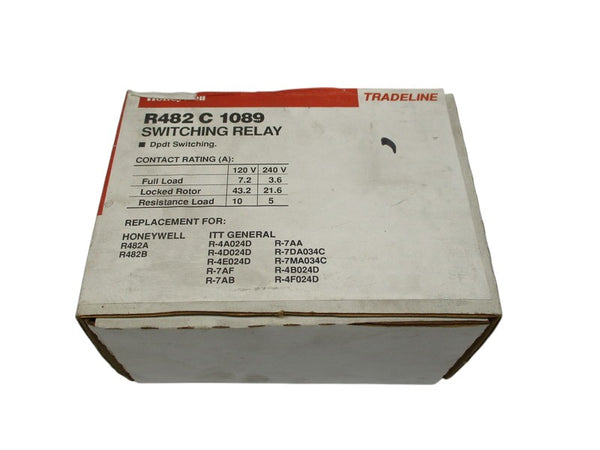 Honeywell
TRADELINE
R482 C 1089
SWITCHING RELAY
■ Dpdt Switching.
CONTACT RATING (A):
120 V 240 V
Full Load 7.2 3.6
Locked Rotor 43.2 21.6
Resistance Load 10 5
REPLACEMENT FOR:
HONEYWELL ITT GENERAL
R482A R-4A024D R-7AA
R482B R-4D024D R-7DA034C
R-4E024D R-7MA034C
R-7AF R-4B024D
R-7AB R-4F024D